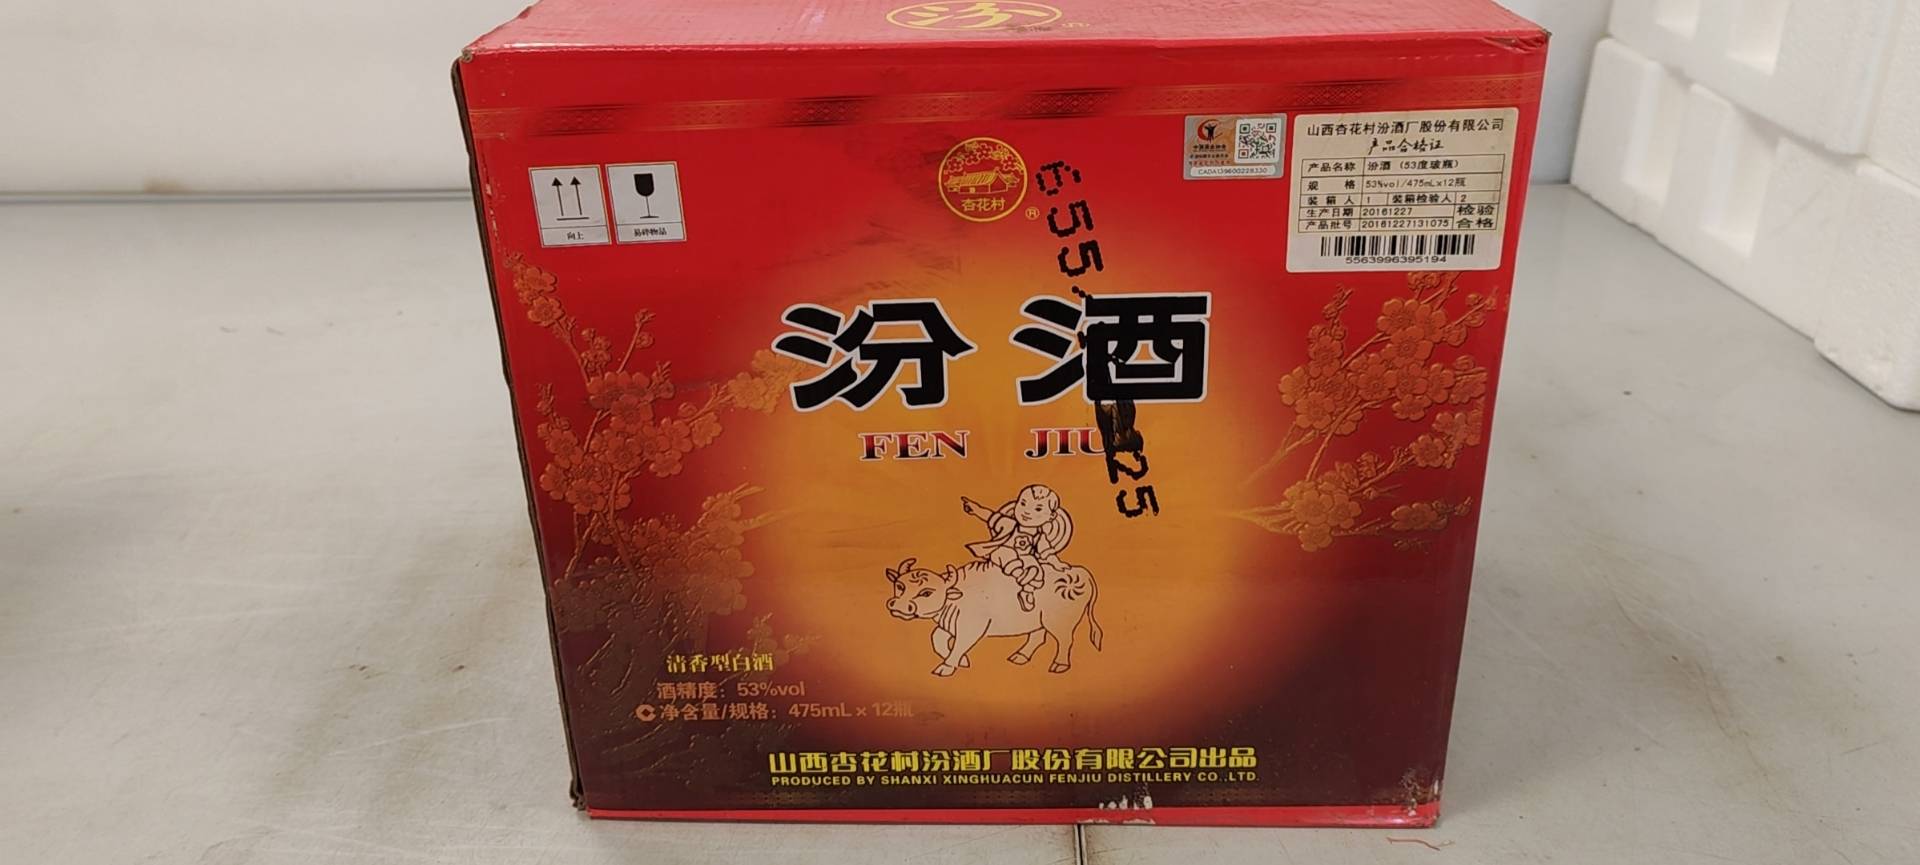 汾
山西杏花村汾酒厂股份有限公司
产品合格证
产品名称 汾酒 (53度玻瓶)
规 格 53%vol/475mL×12瓶
装箱人 1 装箱检验人 2
生产日期 20161227 检验
产品批号 20161227131075 合格
5563996395194
CADA139600228330
杏花村
®
向上
易碎物品
655
25
汾酒
FEN JIU
清香型白酒
酒精度：53%vol
净含量/规格：475mL×12瓶
山西杏花村汾酒厂股份有限公司出品
PRODUCED BY SHANXI XINGHUACUN FENJIU DISTILLERY CO.,LTD.